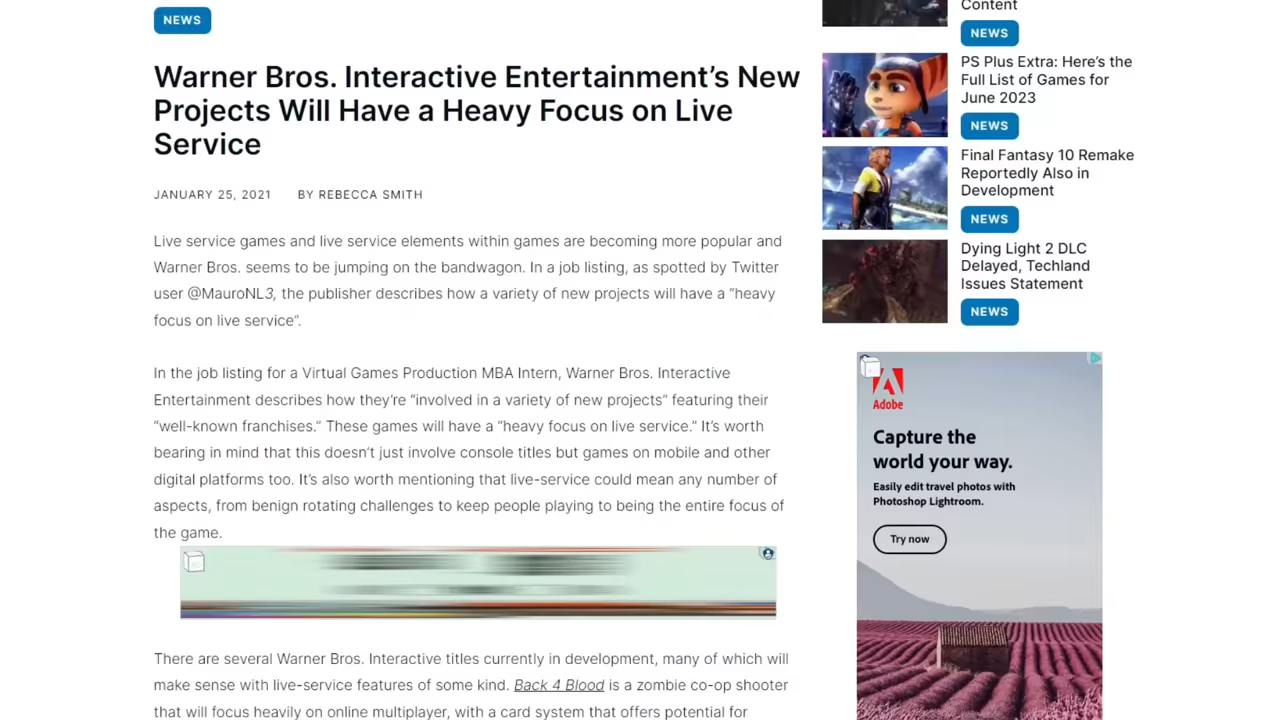 NEWS
Warner Bros. Interactive Entertainment’s New
Projects Will Have a Heavy Focus on Live
Service
JANUARY 25, 2021 BY REBECCA SMITH
Live service games and live service elements within games are becoming more popular and
Warner Bros. seems to be jumping on the bandwagon. In a job listing, as spotted by Twitter
user @MauroNL3, the publisher describes how a variety of new projects will have a “heavy
focus on live service”.
In the job listing for a Virtual Games Production MBA Intern, Warner Bros. Interactive
Entertainment describes how they’re “involved in a variety of new projects” featuring their
“well-known franchises.” These games will have a “heavy focus on live service.” It’s worth
bearing in mind that this doesn’t just involve console titles but games on mobile and other
digital platforms too. It’s also worth mentioning that live-service could mean any number of
aspects, from benign rotating challenges to keep people playing to being the entire focus of
the game.
There are several Warner Bros. Interactive titles currently in development, many of which will
make sense with live-service features of some kind. Back 4 Blood is a zombie co-op shooter
that will focus heavily on online multiplayer, with a card system that offers potential for
Content
NEWS
PS Plus Extra: Here’s the
Full List of Games for
June 2023
NEWS
Final Fantasy 10 Remake
Reportedly Also in
Development
NEWS
Dying Light 2 DLC
Delayed, Techland
Issues Statement
NEWS
Adobe
Capture the
world your way.
Easily edit travel photos with
Photoshop Lightroom.
Try now